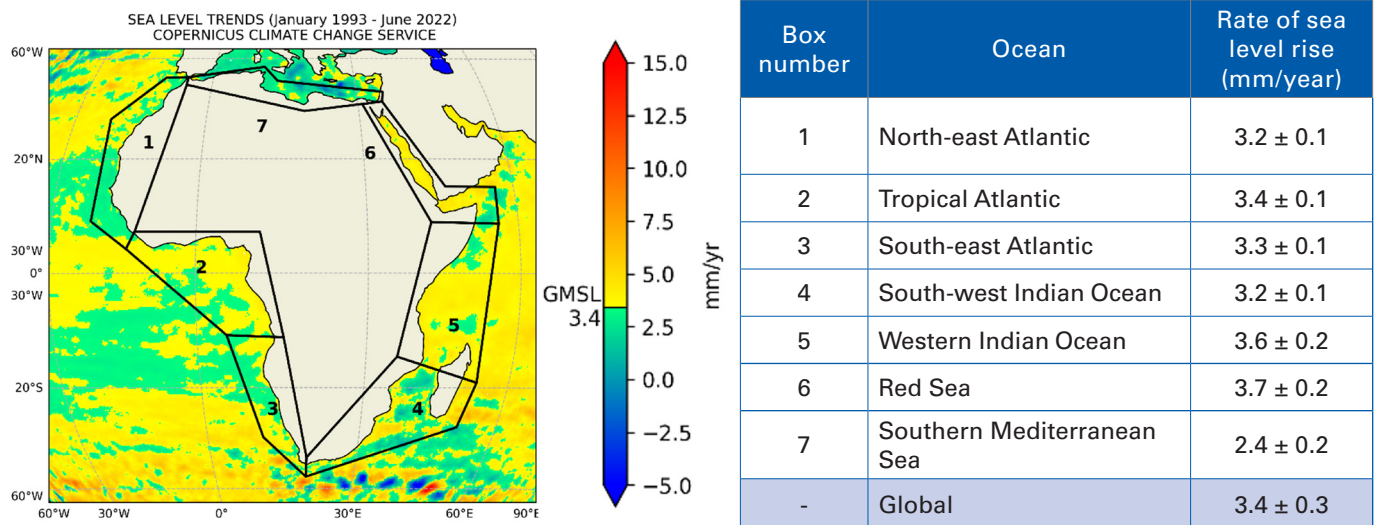 SEA LEVEL TRENDS (January 1993 - June 2022)
COPERNICUS CLIMATE CHANGE SERVICE
60°W
20°N
30°W
0°
30°W
20°S
60°W
60°W 30°W 0° 30°E 60°E 90°E
1
7
6
2
5
3
4
GMSL
3.4
15.0
12.5
10.0
7.5
5.0
2.5
0.0
−2.5
−5.0
mm/yr
Box
number
Ocean
Rate of sea
level rise
(mm/year)
1 North-east Atlantic 3.2 ± 0.1
2 Tropical Atlantic 3.4 ± 0.1
3 South-east Atlantic 3.3 ± 0.1
4 South-west Indian Ocean 3.2 ± 0.1
5 Western Indian Ocean 3.6 ± 0.2
6 Red Sea 3.7 ± 0.2
7 Southern Mediterranean
Sea
2.4 ± 0.2
- Global 3.4 ± 0.3